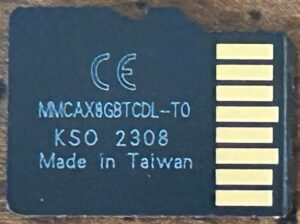 CE
MMCAX8GBTCDL-T0
KSO 2308
Made in Taiwan